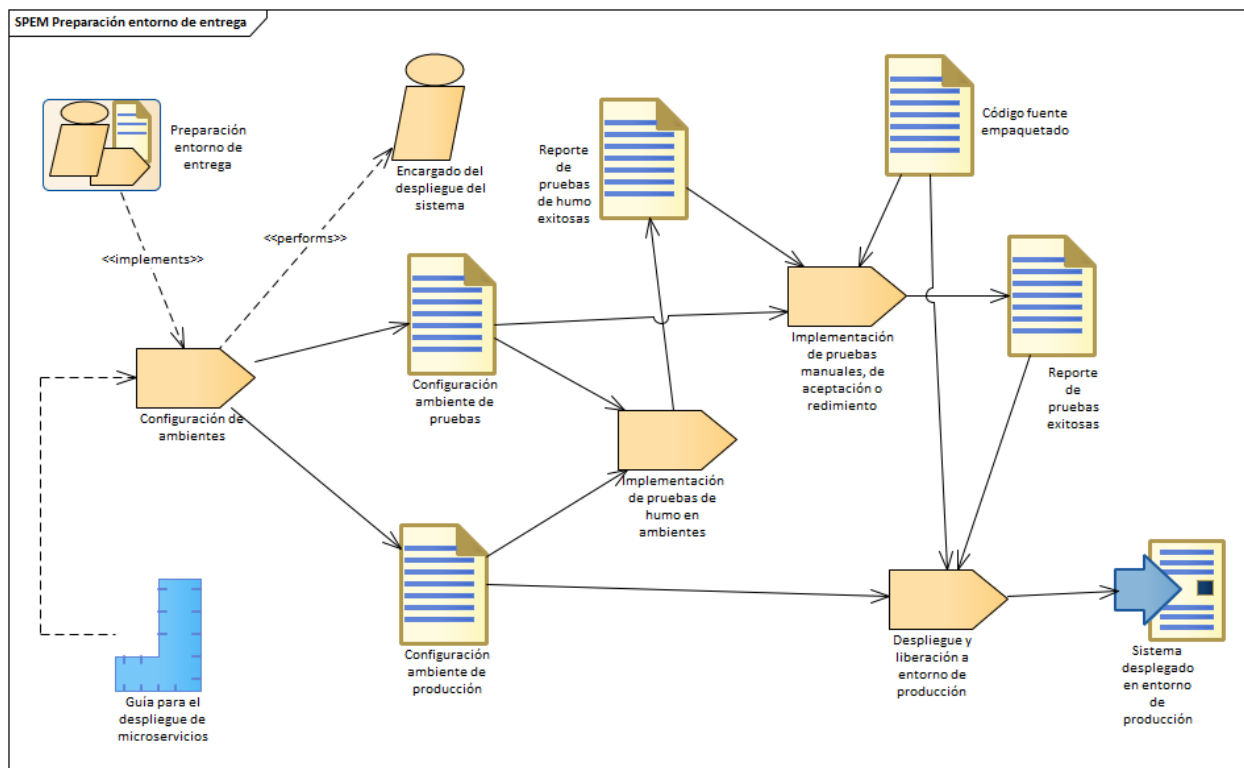 SPEM Preparación entorno de entrega
Preparación
entorno de
entrega
Encargado del
despliegue del
sistema
Reporte
de
pruebas
de humo
exitosas
Código fuente
empaquetado
<<performs>>
<<implements>>
Configuración de
ambientes
Configuración
ambiente de
pruebas
Implementación
de pruebas
manuales, de
aceptación o
redimiento
Reporte
de
pruebas
exitosas
Implementación
de pruebas de
humo en
ambientes
Guía para el
despliegue de
microservicios
Configuración
ambiente de
producción
Despliegue y
liberación a
entorno de
producción
Sistema
desplegado
en entorno
de
producción